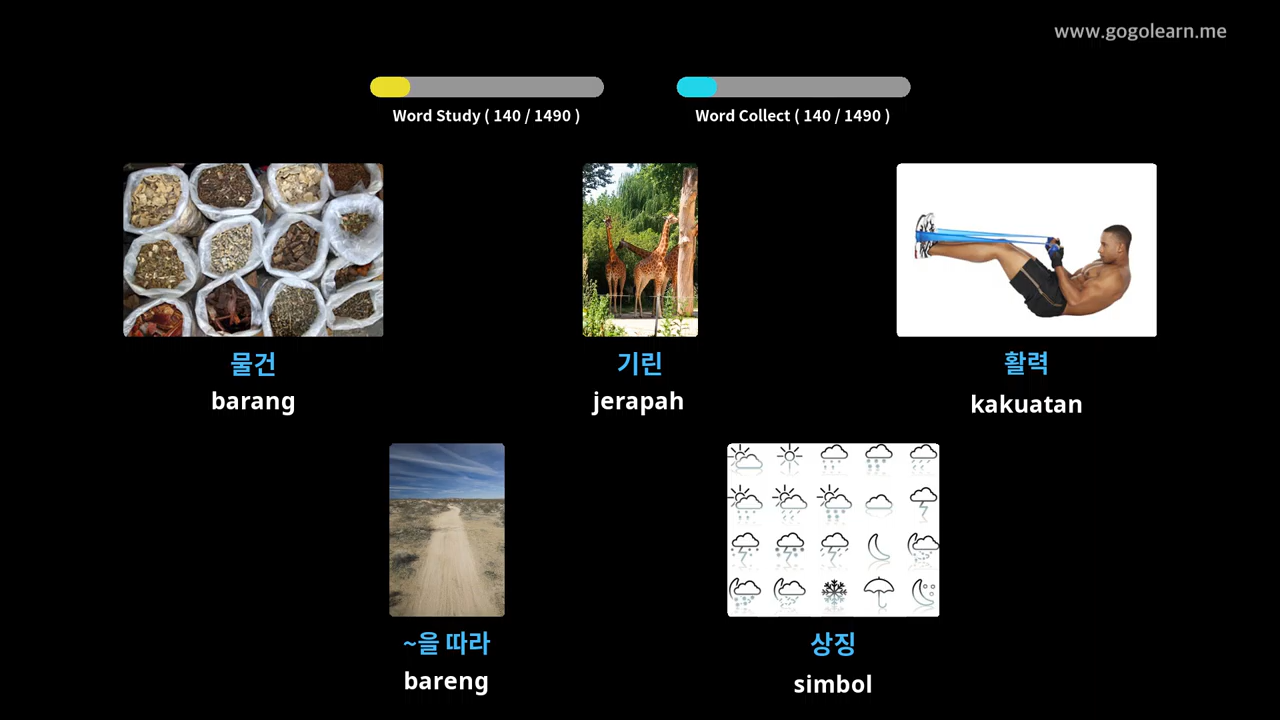 www.gogolearn.me
Word Study ( 140 / 1490 )
Word Collect ( 140 / 1490 )
물건
barang
기린
jerapah
활력
kakuatan
~을 따라
bareng
상징
simbol